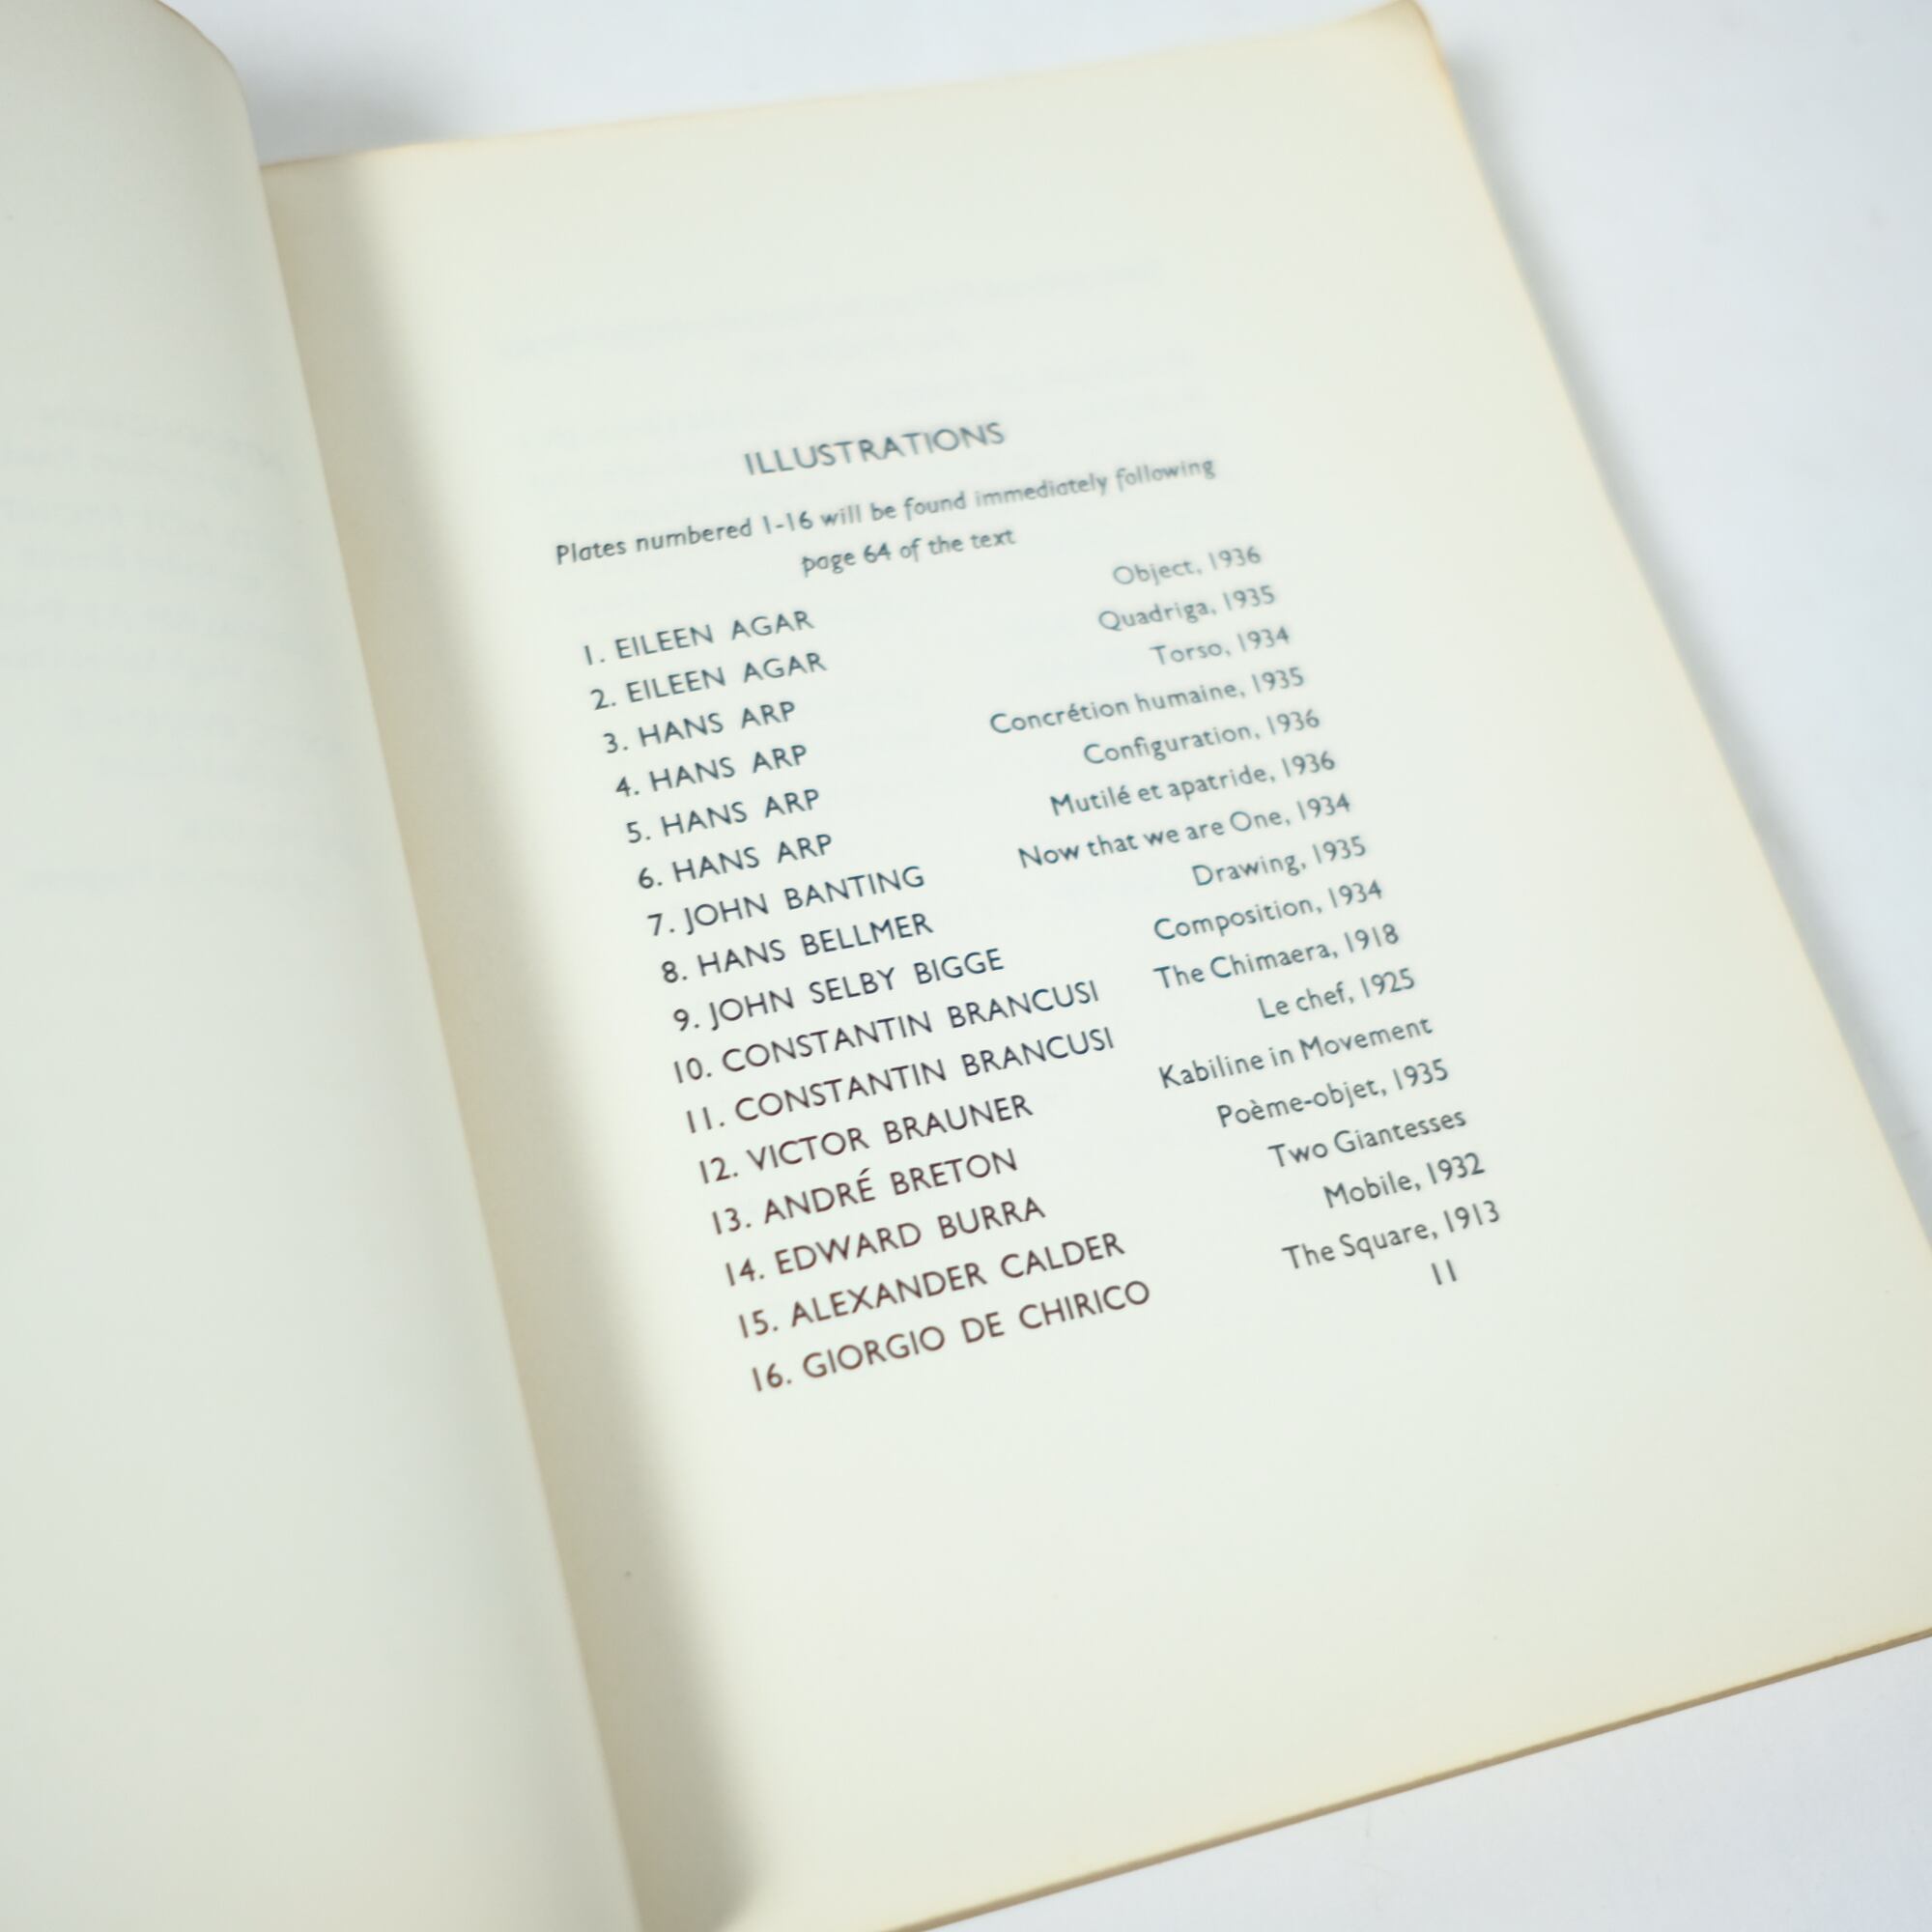 ILLUSTRATIONS
Plates numbered 1-16 will be found immediately following
page 64 of the text
1. EILEEN AGAR Object, 1936
2. EILEEN AGAR Quadriga, 1935
3. HANS ARP Torso, 1934
4. HANS ARP Concrétion humaine, 1935
5. HANS ARP Configuration, 1936
6. HANS ARP Mutilé et apatride, 1936
7. JOHN BANTING Now that we are One, 1934
8. HANS BELLMER Drawing, 1935
9. JOHN SELBY BIGGE Composition, 1934
10. CONSTANTIN BRANCUSI The Chimaera, 1918
11. CONSTANTIN BRANCUSI Le chef, 1925
12. VICTOR BRAUNER Kabiline in Movement
13. ANDRÉ BRETON Poème-objet, 1935
14. EDWARD BURRA Two Giantesses
15. ALEXANDER CALDER Mobile, 1932
16. GIORGIO DE CHIRICO The Square, 1913
11